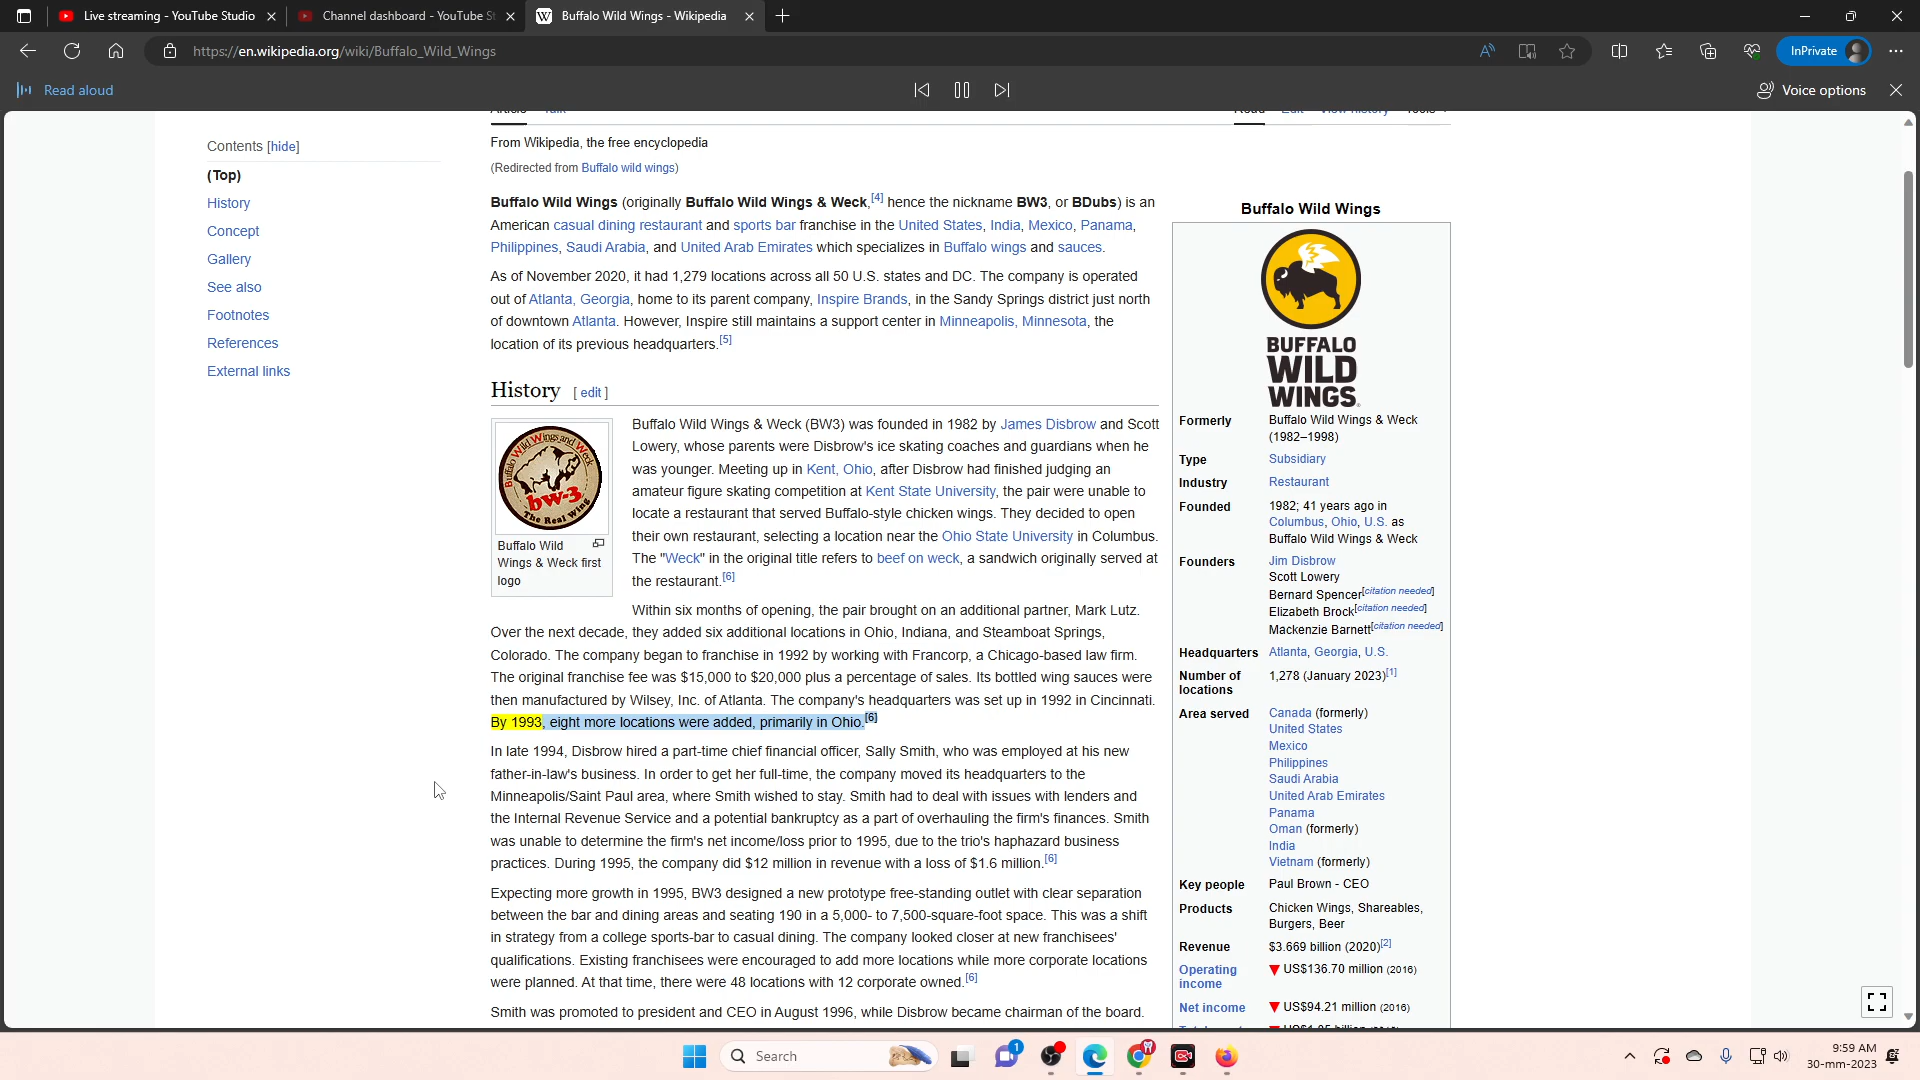 Live streaming - YouTube Studio
Channel dashboard - YouTube St
Buffalo Wild Wings - Wikipedia
https://en.wikipedia.org/wiki/Buffalo_Wild_Wings
InPrivate
Read aloud
Voice options
Article Talk
Read Edit View history Tools
Contents [hide]
(Top)
History
Concept
Gallery
See also
Footnotes
References
External links
From Wikipedia, the free encyclopedia
(Redirected from Buffalo wild wings)
Buffalo Wild Wings (originally Buffalo Wild Wings & Weck,[4] hence the nickname BW3, or BDubs) is an
American casual dining restaurant and sports bar franchise in the United States, India, Mexico, Panama,
Philippines, Saudi Arabia, and United Arab Emirates which specializes in Buffalo wings and sauces.
As of November 2020, it had 1,279 locations across all 50 U.S. states and DC. The company is operated
out of Atlanta, Georgia, home to its parent company, Inspire Brands, in the Sandy Springs district just north
of downtown Atlanta. However, Inspire still maintains a support center in Minneapolis, Minnesota, the
location of its previous headquarters.[5]
History [ edit ]
Buffalo Wild Wings and Weck
bw-3
The Real Wing
Buffalo Wild
Wings & Weck first
logo
Buffalo Wild Wings & Weck (BW3) was founded in 1982 by James Disbrow and Scott
Lowery, whose parents were Disbrow's ice skating coaches and guardians when he
was younger. Meeting up in Kent, Ohio, after Disbrow had finished judging an
amateur figure skating competition at Kent State University, the pair were unable to
locate a restaurant that served Buffalo-style chicken wings. They decided to open
their own restaurant, selecting a location near the Ohio State University in Columbus.
The "Weck" in the original title refers to beef on weck, a sandwich originally served at
the restaurant.[6]
Within six months of opening, the pair brought on an additional partner, Mark Lutz.
Over the next decade, they added six additional locations in Ohio, Indiana, and Steamboat Springs,
Colorado. The company began to franchise in 1992 by working with Francorp, a Chicago-based law firm.
The original franchise fee was $15,000 to $20,000 plus a percentage of sales. Its bottled wing sauces were
then manufactured by Wilsey, Inc. of Atlanta. The company's headquarters was set up in 1992 in Cincinnati.
By 1993, eight more locations were added, primarily in Ohio.[6]
In late 1994, Disbrow hired a part-time chief financial officer, Sally Smith, who was employed at his new
father-in-law's business. In order to get her full-time, the company moved its headquarters to the
Minneapolis/Saint Paul area, where Smith wished to stay. Smith had to deal with issues with lenders and
the Internal Revenue Service and a potential bankruptcy as a part of overhauling the firm's finances. Smith
was unable to determine the firm's net income/loss prior to 1995, due to the trio's haphazard business
practices. During 1995, the company did $12 million in revenue with a loss of $1.6 million.[6]
Expecting more growth in 1995, BW3 designed a new prototype free-standing outlet with clear separation
between the bar and dining areas and seating 190 in a 5,000- to 7,500-square-foot space. This was a shift
in strategy from a college sports-bar to casual dining. The company looked closer at new franchisees'
qualifications. Existing franchisees were encouraged to add more locations while more corporate locations
were planned. At that time, there were 48 locations with 12 corporate owned.[6]
Smith was promoted to president and CEO in August 1996, while Disbrow became chairman of the board.
Buffalo Wild Wings
BUFFALO
WILD
WINGS
Formerly Buffalo Wild Wings & Weck
(1982–1998)
Type Subsidiary
Industry Restaurant
Founded 1982; 41 years ago in
Columbus, Ohio, U.S. as
Buffalo Wild Wings & Weck
Founders Jim Disbrow
Scott Lowery
Bernard Spencer[citation needed]
Elizabeth Brock[citation needed]
Mackenzie Barnett[citation needed]
Headquarters Atlanta, Georgia, U.S.
Number of locations 1,278 (January 2023)[1]
Area served Canada (formerly)
United States
Mexico
Philippines
Saudi Arabia
United Arab Emirates
Panama
Oman (formerly)
India
Vietnam (formerly)
Key people Paul Brown - CEO
Products Chicken Wings, Shareables,
Burgers, Beer
Revenue $3.669 billion (2020)[2]
Operating income ▼ US$136.70 million (2016)
Net income ▼ US$94.21 million (2016)
Search
1
9:59 AM
30-mm-2023